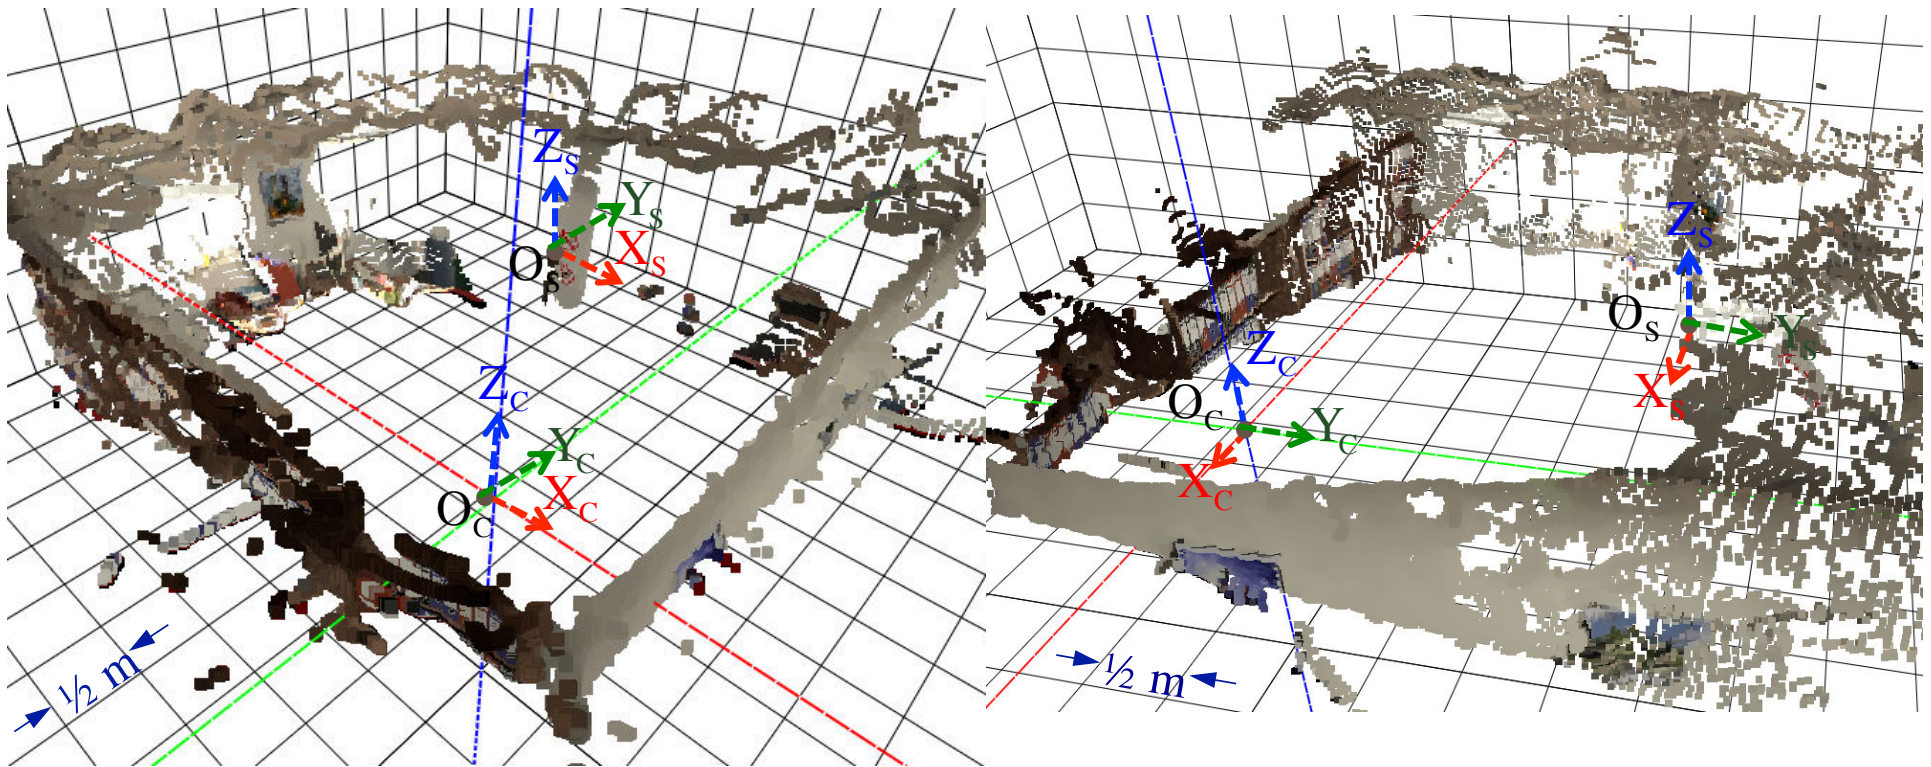 Z_S
Y_S
X_S
O_S
Z_C
Y_C
X_C
O_C
½ m
Z_S
O_S
Y_S
X_S
Z_C
O_C
Y_C
X_C
½ m